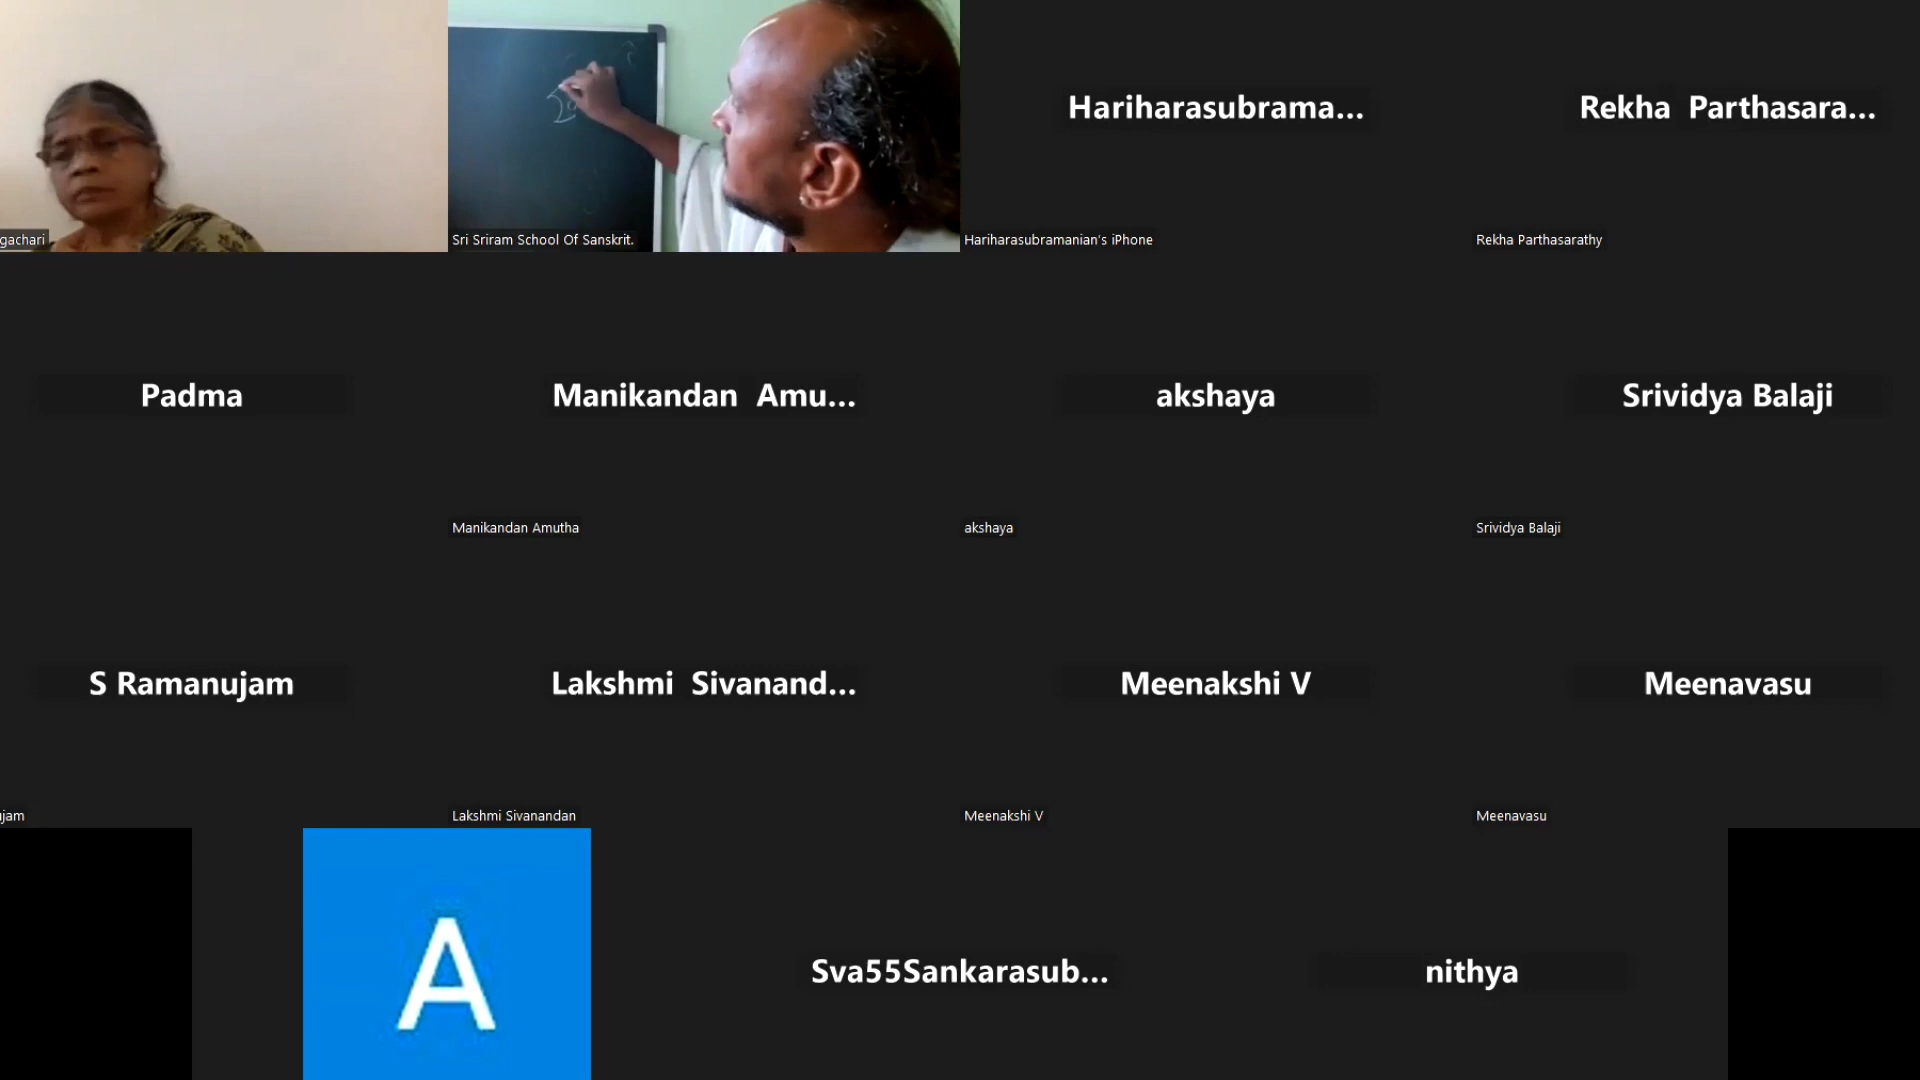 Hariharasubrama...
Rekha Parthasara...
gachari
Sri Sriram School Of Sanskrit.
Hariharasubramanian's iPhone
Rekha Parthasarathy
Padma
Manikandan Amu...
akshaya
Srividya Balaji
Manikandan Amutha
akshaya
Srividya Balaji
S Ramanujam
Lakshmi Sivanand...
Meenakshi V
Meenavasu
jam
Lakshmi Sivanandan
Meenakshi V
Meenavasu
A
Sva55Sankarasub...
nithya